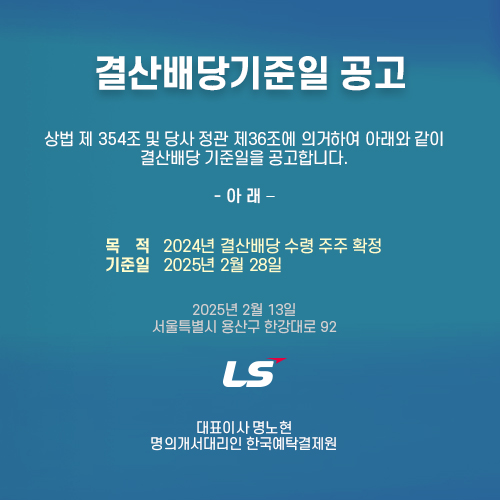 결산배당기준일 공고
상법 제 354조 및 당사 정관 제36조에 의거하여 아래와 같이
결산배당 기준일을 공고합니다.
- 아 래 –
목 적 2024년 결산배당 수령 주주 확정
기준일 2025년 2월 28일
2025년 2월 13일
서울특별시 용산구 한강대로 92
LS
대표이사 명노현
명의개서대리인 한국예탁결제원